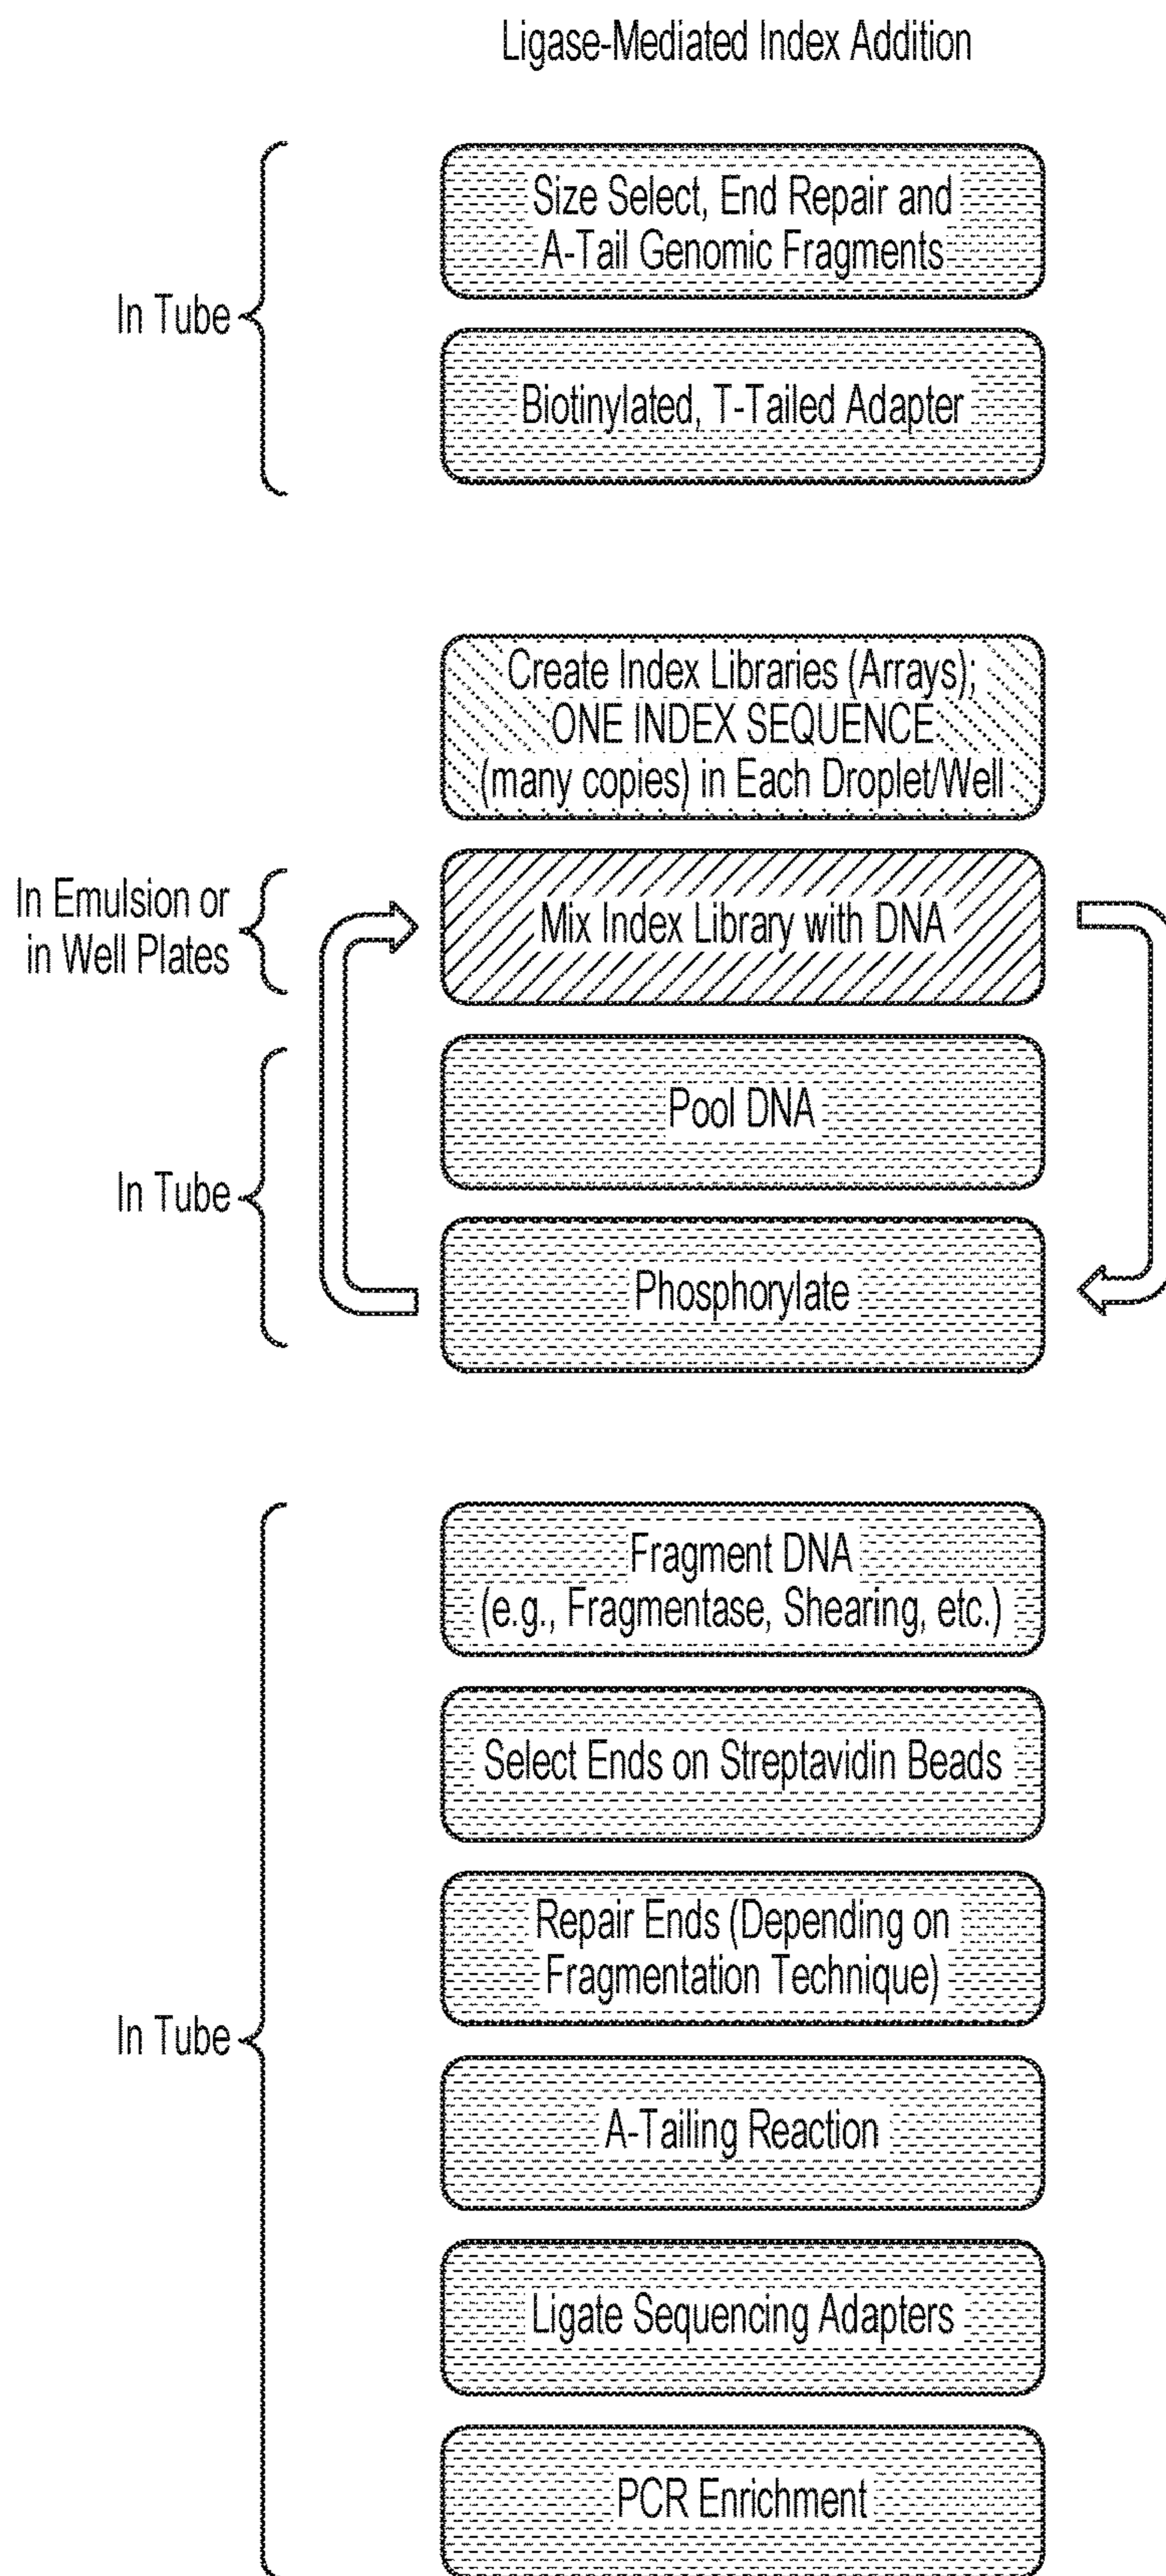 Ligase-Mediated Index Addition
In Tube
Size Select, End Repair and
A-Tail Genomic Fragments
Biotinylated, T-Tailed Adapter
Create Index Libraries (Arrays);
ONE INDEX SEQUENCE
(many copies) in Each Droplet/Well
In Emulsion or
in Well Plates
Mix Index Library with DNA
In Tube
Pool DNA
Phosphorylate
In Tube
Fragment DNA
(e.g., Fragmentase, Shearing, etc.)
Select Ends on Streptavidin Beads
Repair Ends (Depending on
Fragmentation Technique)
A-Tailing Reaction
Ligate Sequencing Adapters
PCR Enrichment